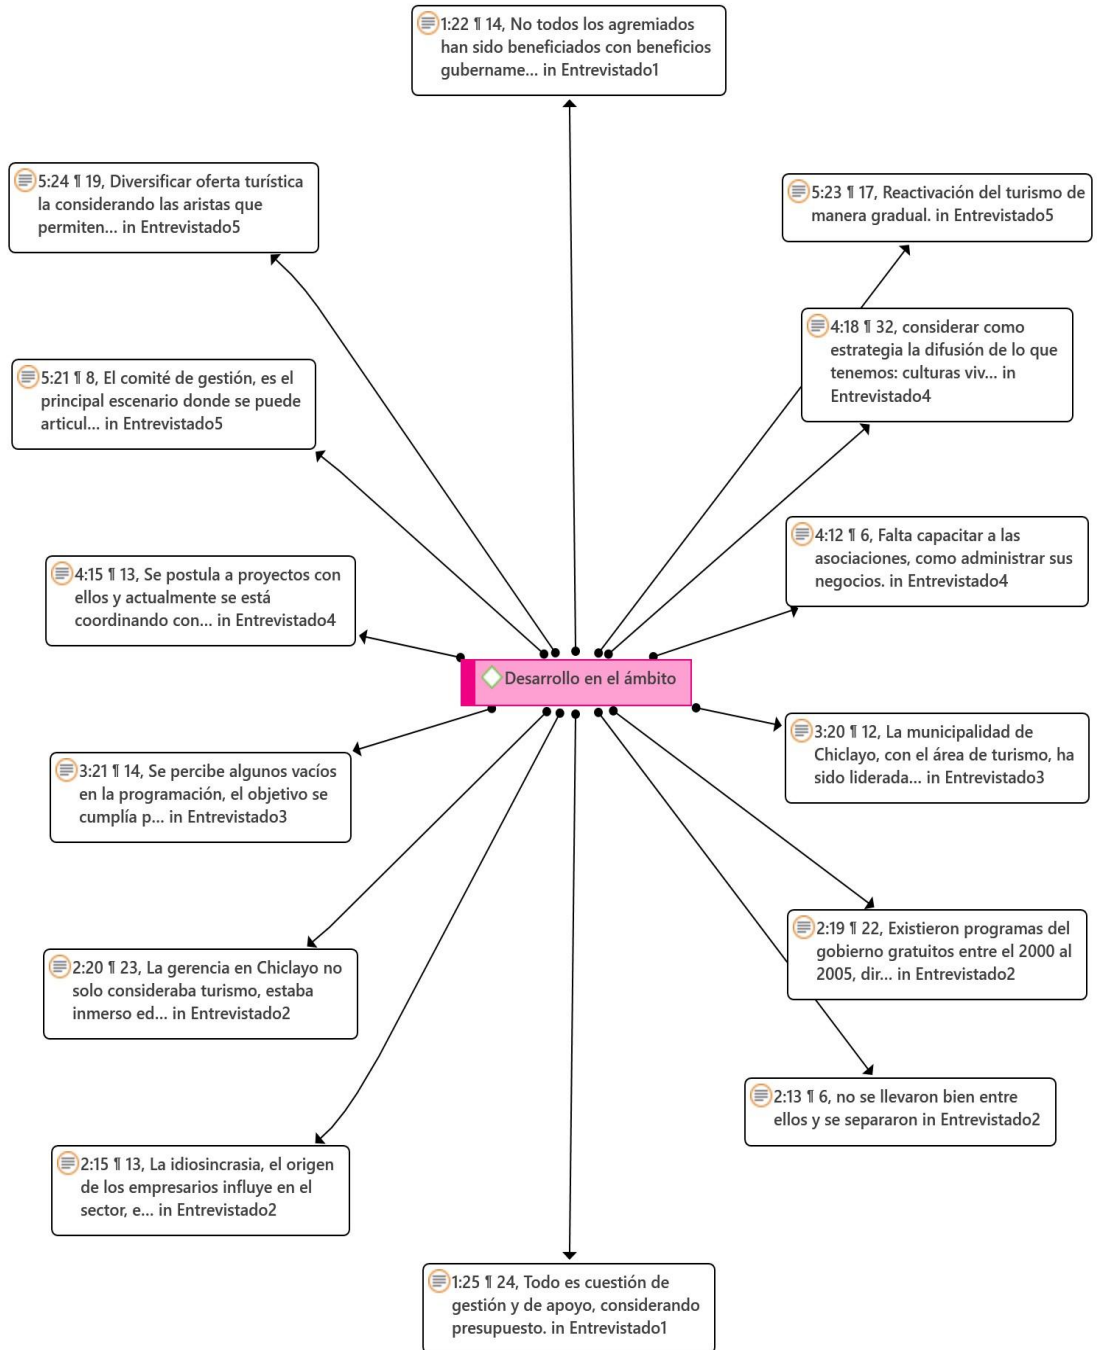 1:22 ¶ 14, No todos los agremiados
han sido beneficiados con beneficios
gubername... in Entrevistado1
5:24 ¶ 19, Diversificar oferta turística
la considerando las aristas que
permiten... in Entrevistado5
5:23 ¶ 17, Reactivación del turismo de
manera gradual. in Entrevistado5
4:18 ¶ 32, considerar como
estrategia la difusión de lo que
tenemos: culturas viv... in
Entrevistado4
5:21 ¶ 8, El comité de gestión, es el
principal escenario donde se puede
articul... in Entrevistado5
4:12 ¶ 6, Falta capacitar a las
asociaciones, como administrar sus
negocios. in Entrevistado4
4:15 ¶ 13, Se postula a proyectos con
ellos y actualmente se está
coordinando con... in Entrevistado4
Desarrollo en el ámbito
3:20 ¶ 12, La municipalidad de
Chiclayo, con el área de turismo, ha
sido liderada... in Entrevistado3
3:21 ¶ 14, Se percibe algunos vacíos
en la programación, el objetivo se
cumplía p... in Entrevistado3
2:19 ¶ 22, Existieron programas del
gobierno gratuitos entre el 2000 al
2005, dir... in Entrevistado2
2:20 ¶ 23, La gerencia en Chiclayo no
solo consideraba turismo, estaba
inmerso ed... in Entrevistado2
2:13 ¶ 6, no se llevaron bien entre
ellos y se separaron in Entrevistado2
2:15 ¶ 13, La idiosincrasia, el origen
de los empresarios influye en el
sector, e... in Entrevistado2
1:25 ¶ 24, Todo es cuestión de
gestión y de apoyo, considerando
presupuesto. in Entrevistado1